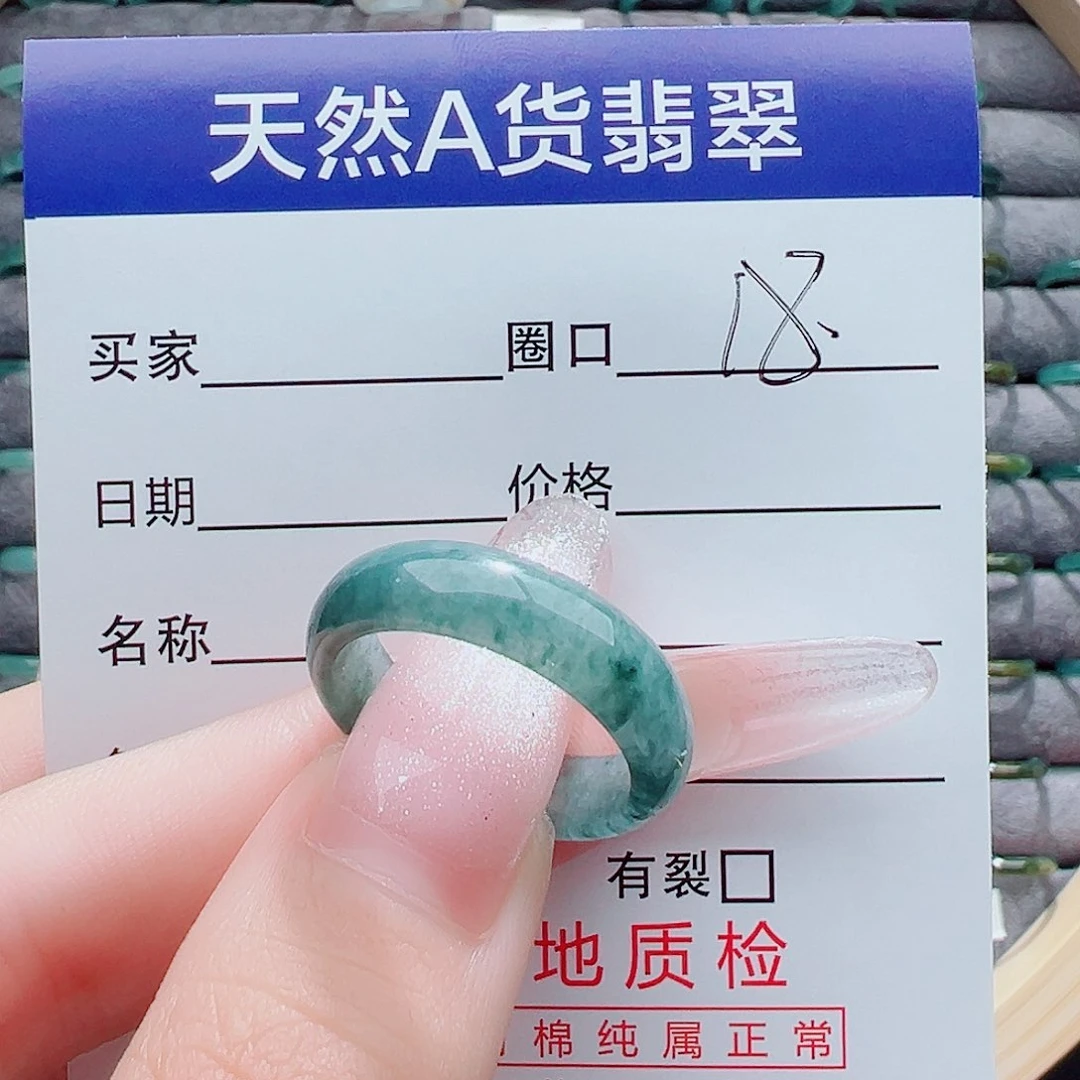 天然A货翡翠
买家 圈口 18.
日期 价格
名称
有裂
地质检
棉纯属正常